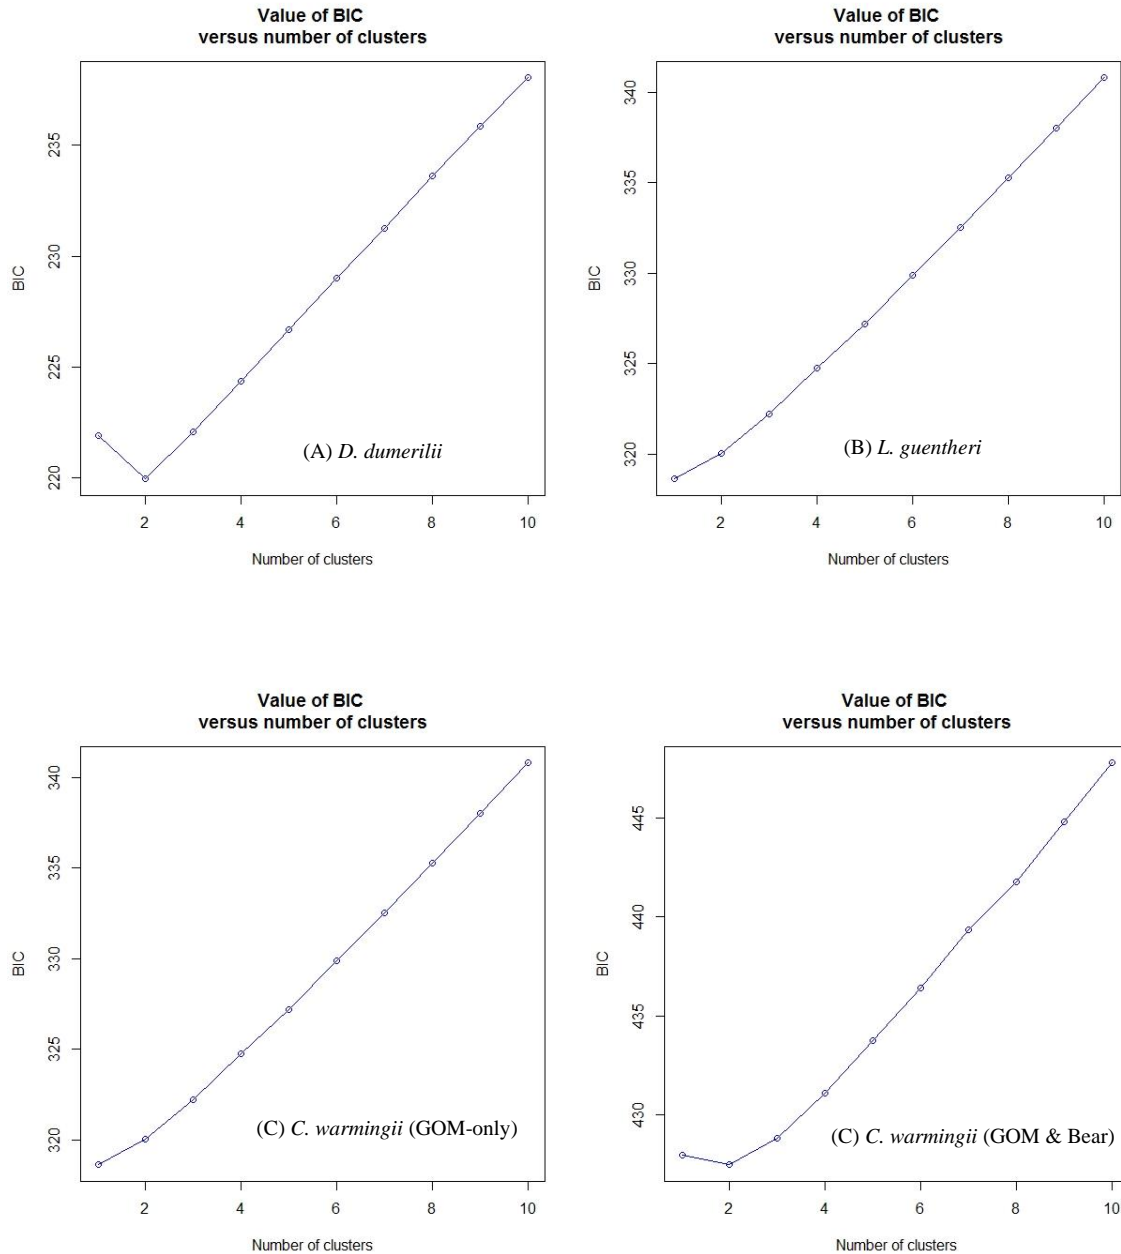 Value of BIC
versus number of clusters
235
230
225
220
BIC
2 4 6 8 10
Number of clusters
(A) D. dumerilii
Value of BIC
versus number of clusters
340
335
330
325
320
BIC
2 4 6 8 10
Number of clusters
(B) L. guentheri
Value of BIC
versus number of clusters
340
335
330
325
320
BIC
2 4 6 8 10
Number of clusters
(C) C. warmingii (GOM-only)
Value of BIC
versus number of clusters
445
440
435
430
BIC
2 4 6 8 10
Number of clusters
(C) C. warmingii (GOM & Bear)